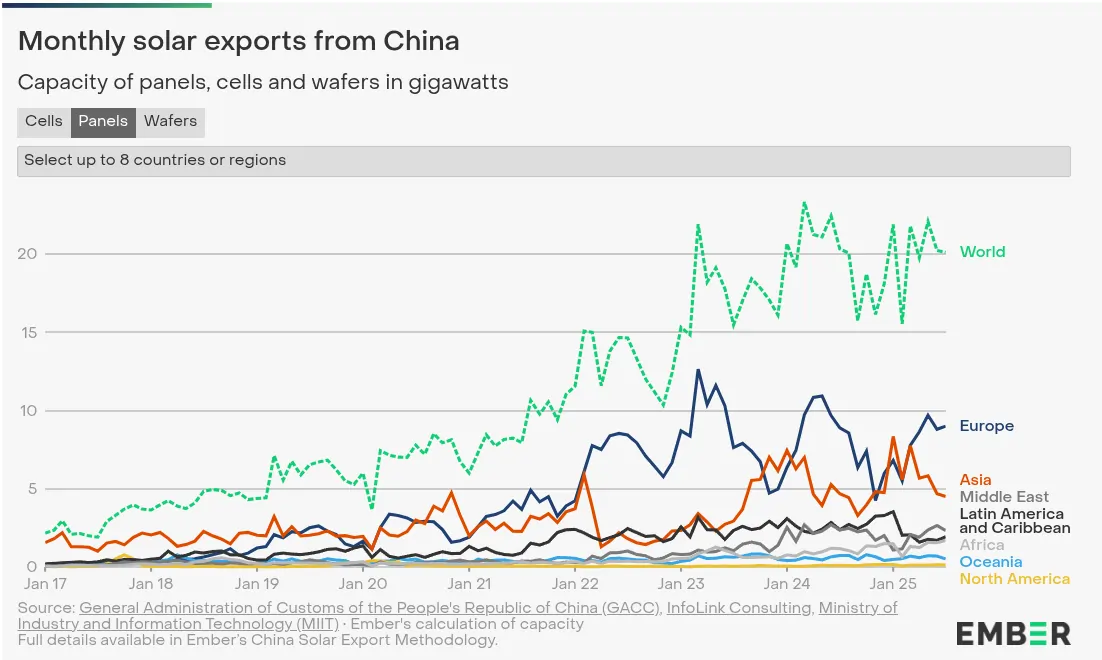 Monthly solar exports from China
Capacity of panels, cells and wafers in gigawatts
Cells Panels Wafers
Select up to 8 countries or regions
20
15
10
5
0
World
Europe
Asia
Middle East
Latin America
and Caribbean
Africa
Oceania
North America
Jan 17 Jan 18 Jan 19 Jan 20 Jan 21 Jan 22 Jan 23 Jan 24 Jan 25
Source: General Administration of Customs of the People's Republic of China (GACC), InfoLink Consulting, Ministry of
Industry and Information Technology (MIIT) · Ember's calculation of capacity
Full details available in Ember’s China Solar Export Methodology.
EMBER